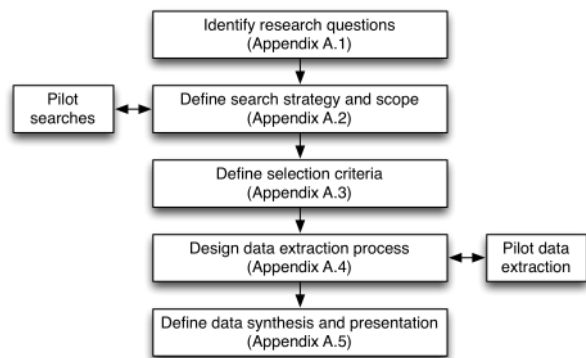 Identify research questions
(Appendix A.1)
Pilot
searches
Define search strategy and scope
(Appendix A.2)
Define selection criteria
(Appendix A.3)
Design data extraction process
(Appendix A.4)
Pilot data
extraction
Define data synthesis and presentation
(Appendix A.5)